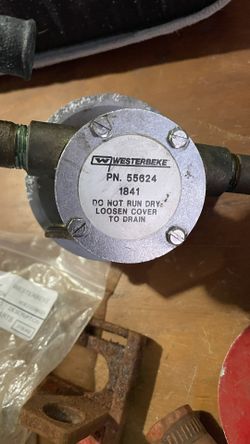 WESTERBEKE
PN. 55624
1841
DO NOT RUN DRY
LOOSEN COVER
TO DRAIN